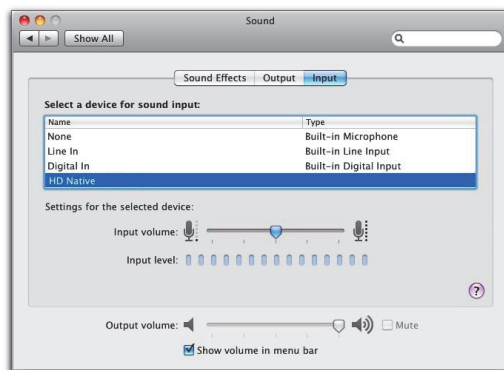 Sound
Show All
Sound Effects Output Input
Select a device for sound input:
Name Type
None Built-in Microphone
Line In Built-in Line Input
Digital In Built-in Digital Input
HD Native
Settings for the selected device:
Input volume:
Input level:
?
Output volume: Mute
Show volume in menu bar